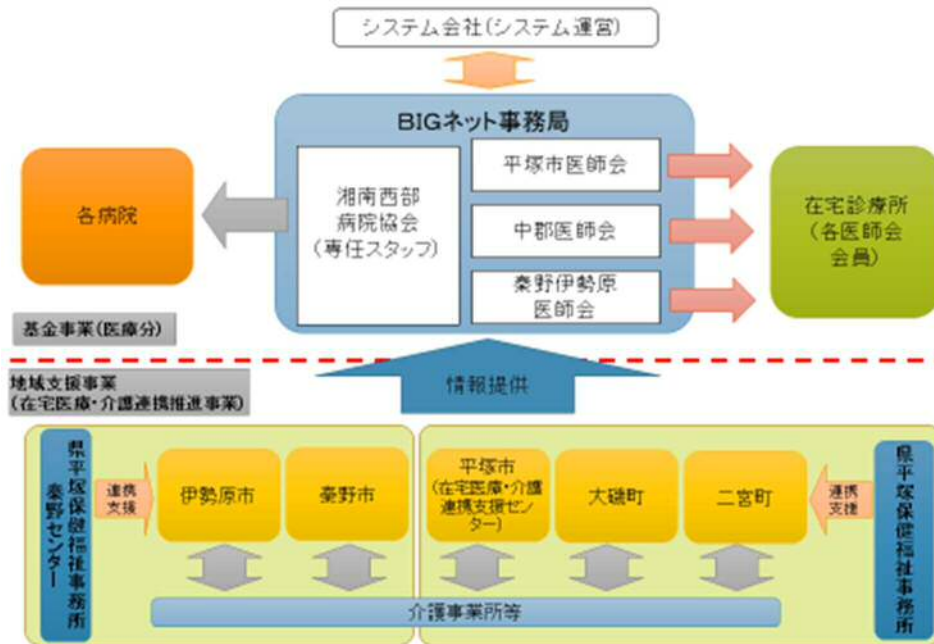 システム会社(システム運営)
BIGネット事務局
各病院
湘南西部
病院協会
(専任スタッフ)
平塚市医師会
中郡医師会
秦野伊勢原
医師会
在宅診療所
(各医師会
会員)
基金事業(医療分)
地域支援事業
(在宅医療・介護連携推進事業)
情報提供
県平塚保健福祉事務所
秦野センター
連携
支援
伊勢原市
秦野市
平塚市
(在宅医療・介護
連携支援セン
ター)
大磯町
二宮町
連携
支援
県平塚保健福祉事務所
介護事業所等